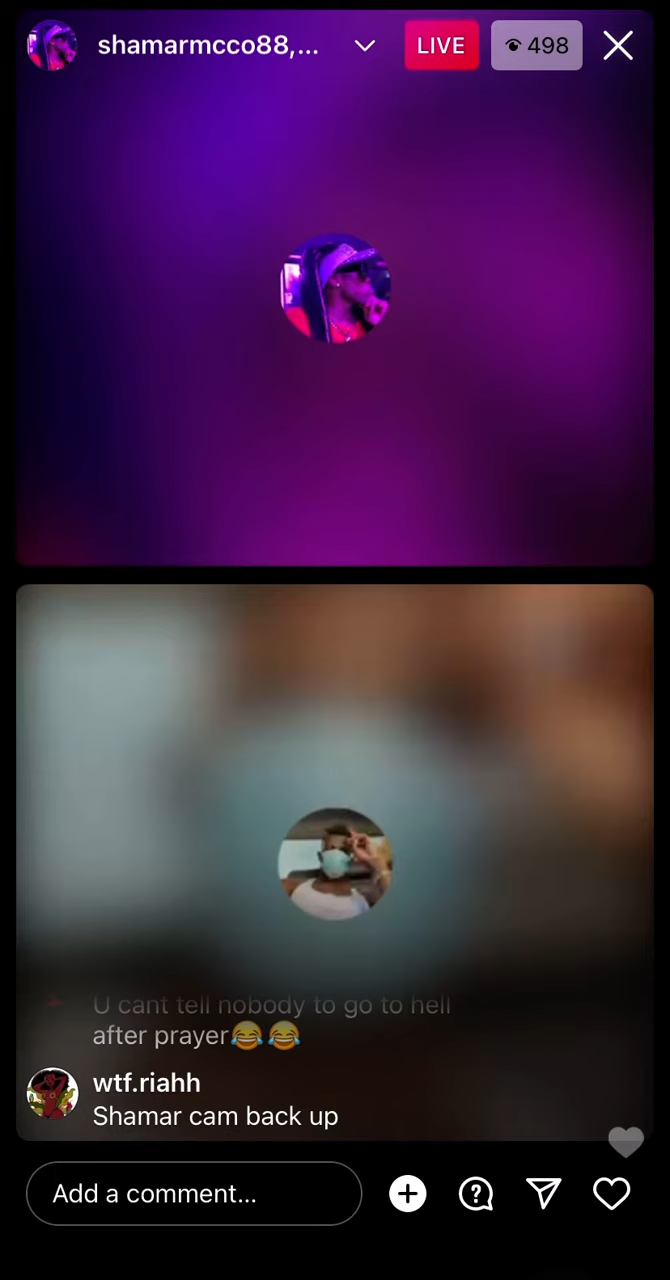 shamarmcco88,...
LIVE
498
U cant tell nobody to go to hell
after prayer😂😂
wtf.riahh
Shamar cam back up
Add a comment...